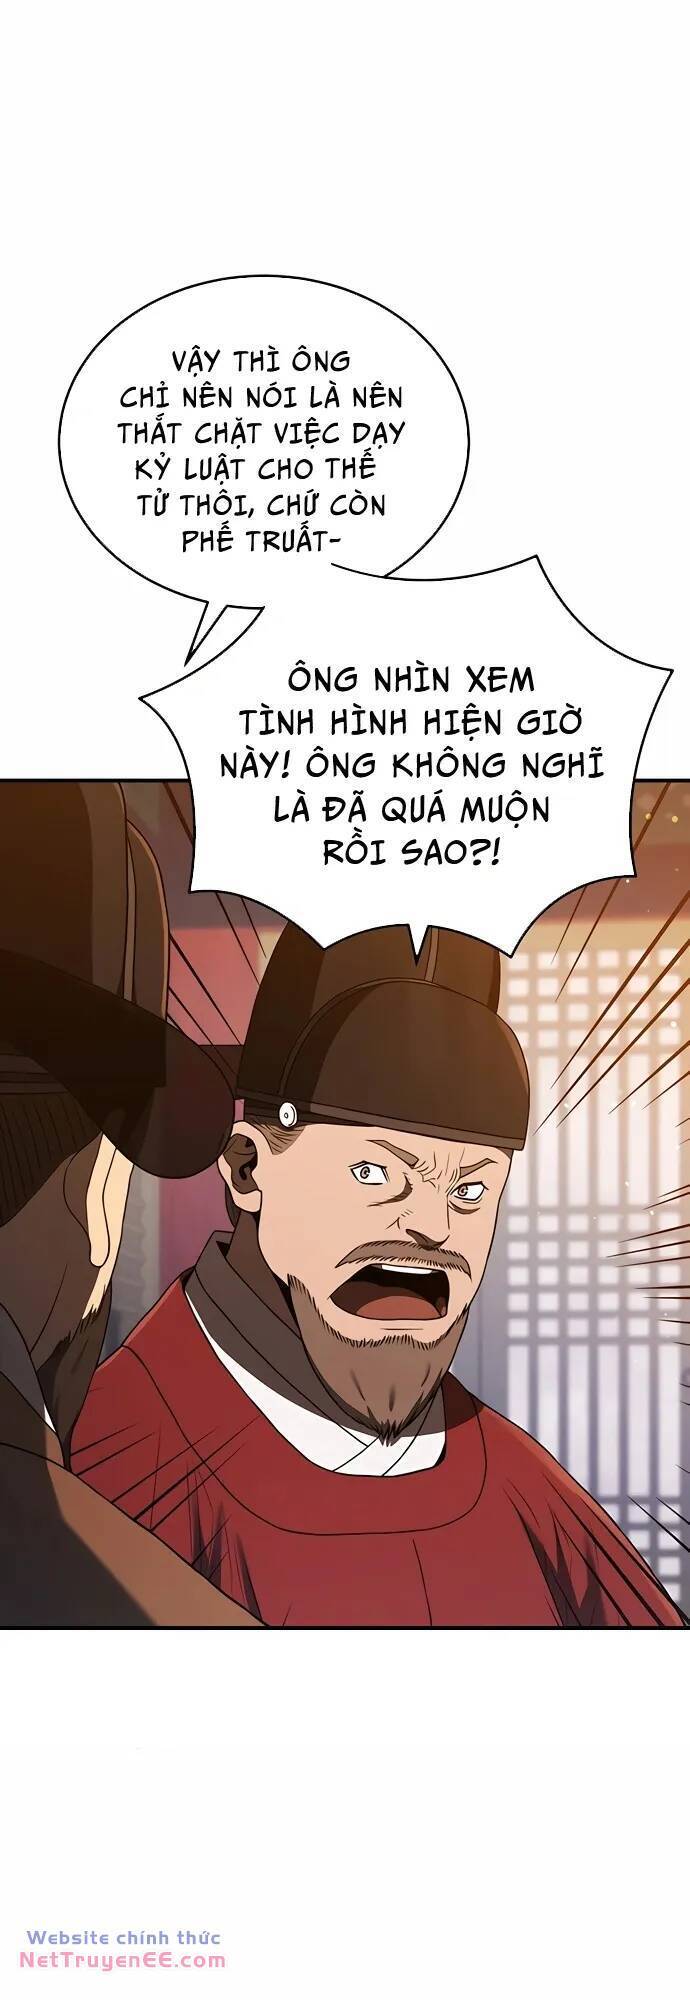 VẬY THÌ ÔNG
CHỈ NÊN NÓI LÀ NÊN
THẮT CHẶT VIỆC DẠY
KỶ LUẬT CHO THẾ
TỬ THÔI, CHỨ CÒN
PHẾ TRUẤT-
ÔNG NHÌN XEM
TÌNH HÌNH HIỆN GIỜ
NÀY! ÔNG KHÔNG NGHĨ
LÀ ĐÃ QUÁ MUỘN
RỒI SAO?!
Website chính thức
NetTruyenEE.com